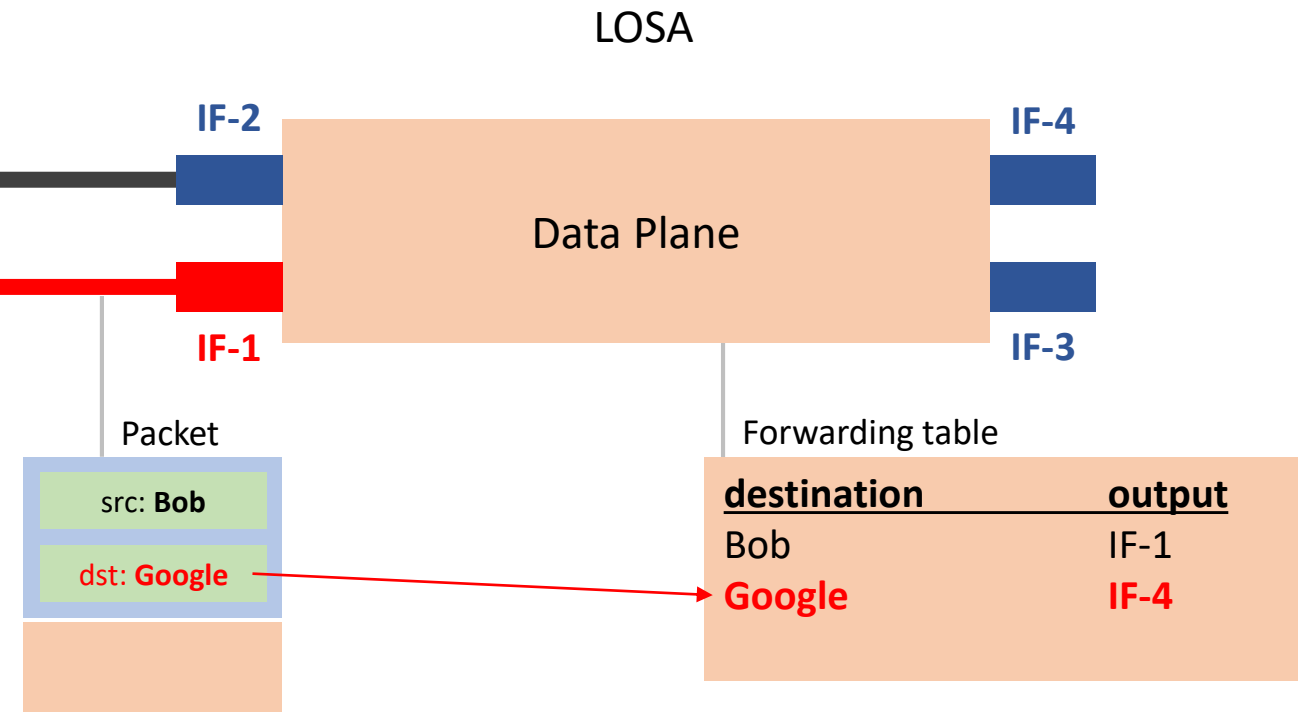 LOSA
IF-2
IF-4
Data Plane
IF-1
IF-3
Packet
Forwarding table
src: Bob
dst: Google
destination output
Bob IF-1
Google IF-4